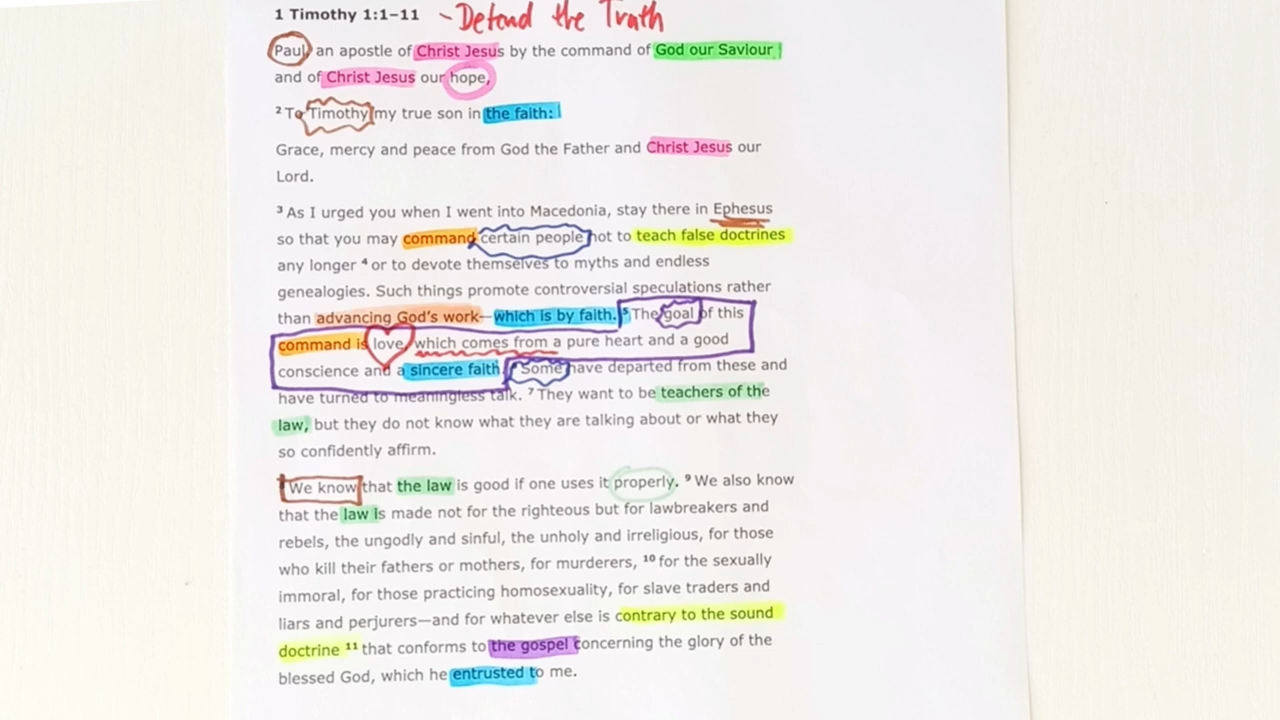 1 Timothy 1:1–11 - Defend the Truth
Paul, an apostle of Christ Jesus by the command of God our Saviour
and of Christ Jesus our hope,
² To Timothy my true son in the faith:
Grace, mercy and peace from God the Father and Christ Jesus our
Lord.
³ As I urged you when I went into Macedonia, stay there in Ephesus
so that you may command certain people not to teach false doctrines
any longer ⁴ or to devote themselves to myths and endless
genealogies. Such things promote controversial speculations rather
than advancing God's work—which is by faith. ⁵ The goal of this
command is love, which comes from a pure heart and a good
conscience and a sincere faith. ⁶ Some have departed from these and
have turned to meaningless talk. ⁷ They want to be teachers of the
law, but they do not know what they are talking about or what they
so confidently affirm.
We know that the law is good if one uses it properly. ⁹ We also know
that the law is made not for the righteous but for lawbreakers and
rebels, the ungodly and sinful, the unholy and irreligious, for those
who kill their fathers or mothers, for murderers, ¹⁰ for the sexually
immoral, for those practicing homosexuality, for slave traders and
liars and perjurers—and for whatever else is contrary to the sound
doctrine ¹¹ that conforms to the gospel concerning the glory of the
blessed God, which he entrusted to me.